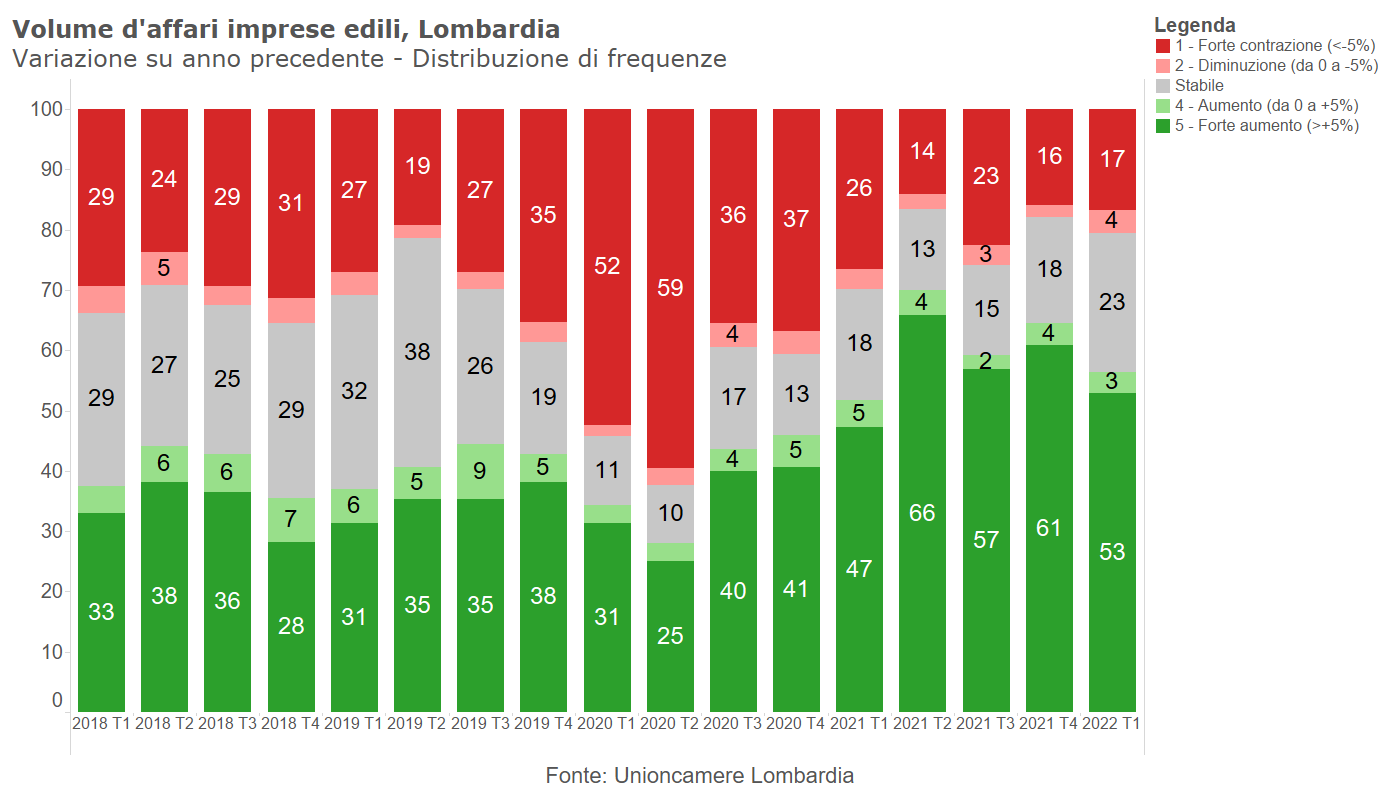 Volume d'affari imprese edili, Lombardia
Variazione su anno precedente - Distribuzione di frequenze
Legenda
1 - Forte contrazione (<-5%)
2 - Diminuzione (da 0 a -5%)
Stabile
4 - Aumento (da 0 a +5%)
5 - Forte aumento (>+5%)
100
90
80
70
60
50
40
30
20
10
0
29 24 29 31 27 19 27 35 52 59 36 37 26 14 23 16 17
5 4 3 4
29 27 25 29 32 38 26 19 11 10 17 13 18 13 15 18 23
6 6 7 6 5 9 5 4 5 5 4 2 4 3
33 38 36 28 31 35 35 38 31 25 40 41 47 66 57 61 53
2018 T1 2018 T2 2018 T3 2018 T4 2019 T1 2019 T2 2019 T3 2019 T4 2020 T1 2020 T2 2020 T3 2020 T4 2021 T1 2021 T2 2021 T3 2021 T4 2022 T1
Fonte: Unioncamere Lombardia